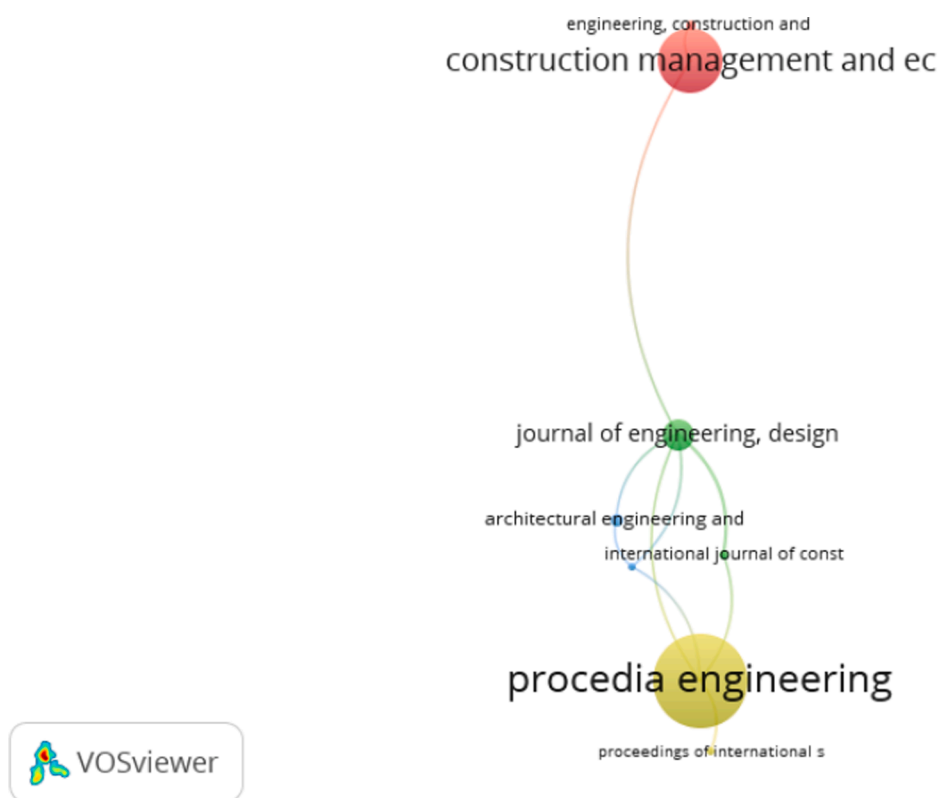 engineering, construction and
construction management and ec
journal of engineering, design
architectural engineering and
international journal of const
procedia engineering
proceedings of international s
VOSviewer